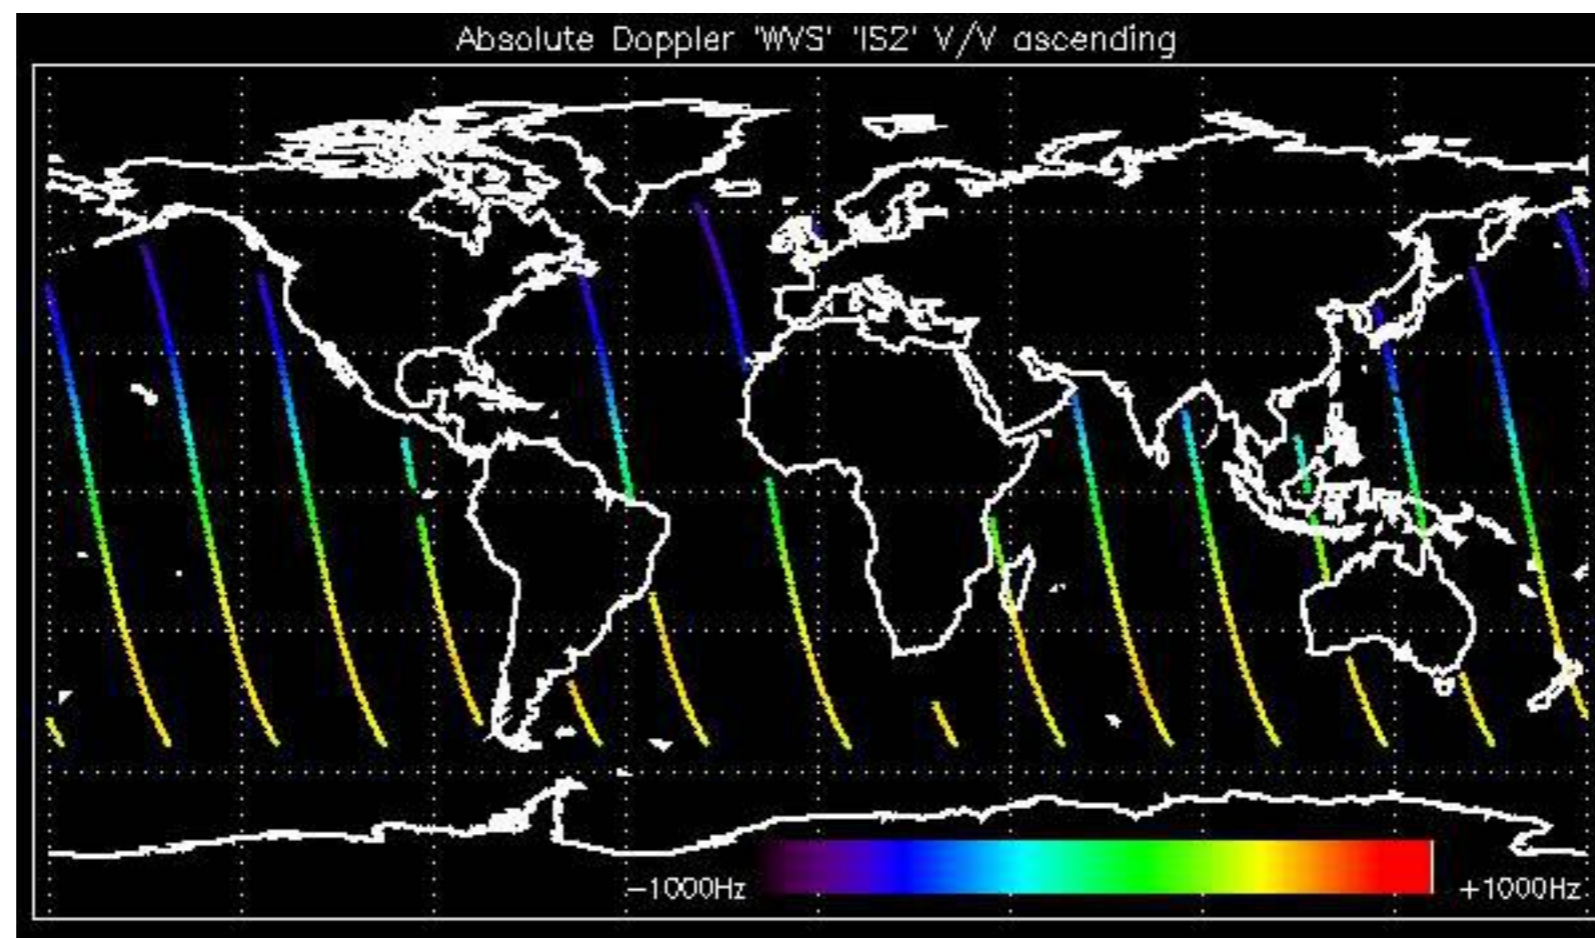 Absolute Doppler 'WVS' 'IS2' V/V ascending
−1000Hz
+1000Hz